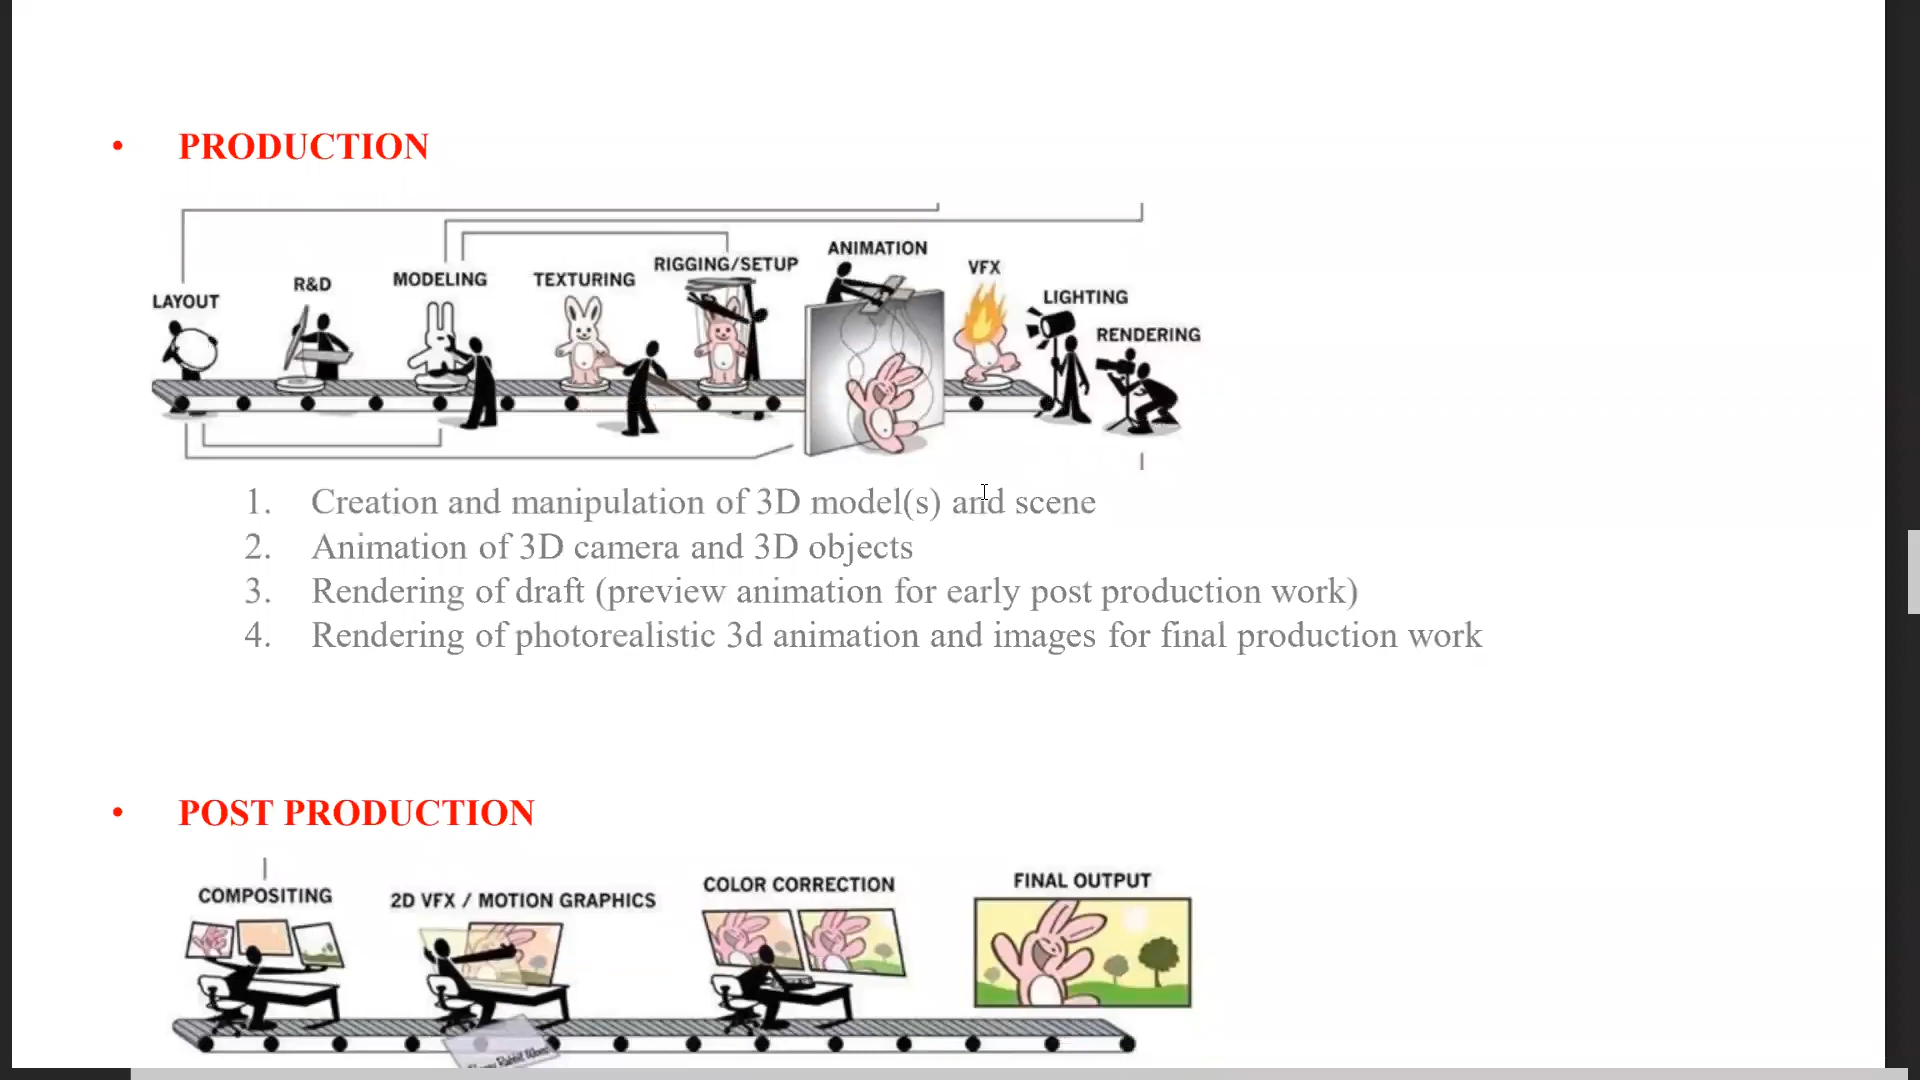 • PRODUCTION
LAYOUT
R&D
MODELING
TEXTURING
RIGGING/SETUP
ANIMATION
VFX
LIGHTING
RENDERING
1. Creation and manipulation of 3D model(s) and scene
2. Animation of 3D camera and 3D objects
3. Rendering of draft (preview animation for early post production work)
4. Rendering of photorealistic 3d animation and images for final production work
• POST PRODUCTION
COMPOSITING
2D VFX / MOTION GRAPHICS
COLOR CORRECTION
FINAL OUTPUT
Rabbit